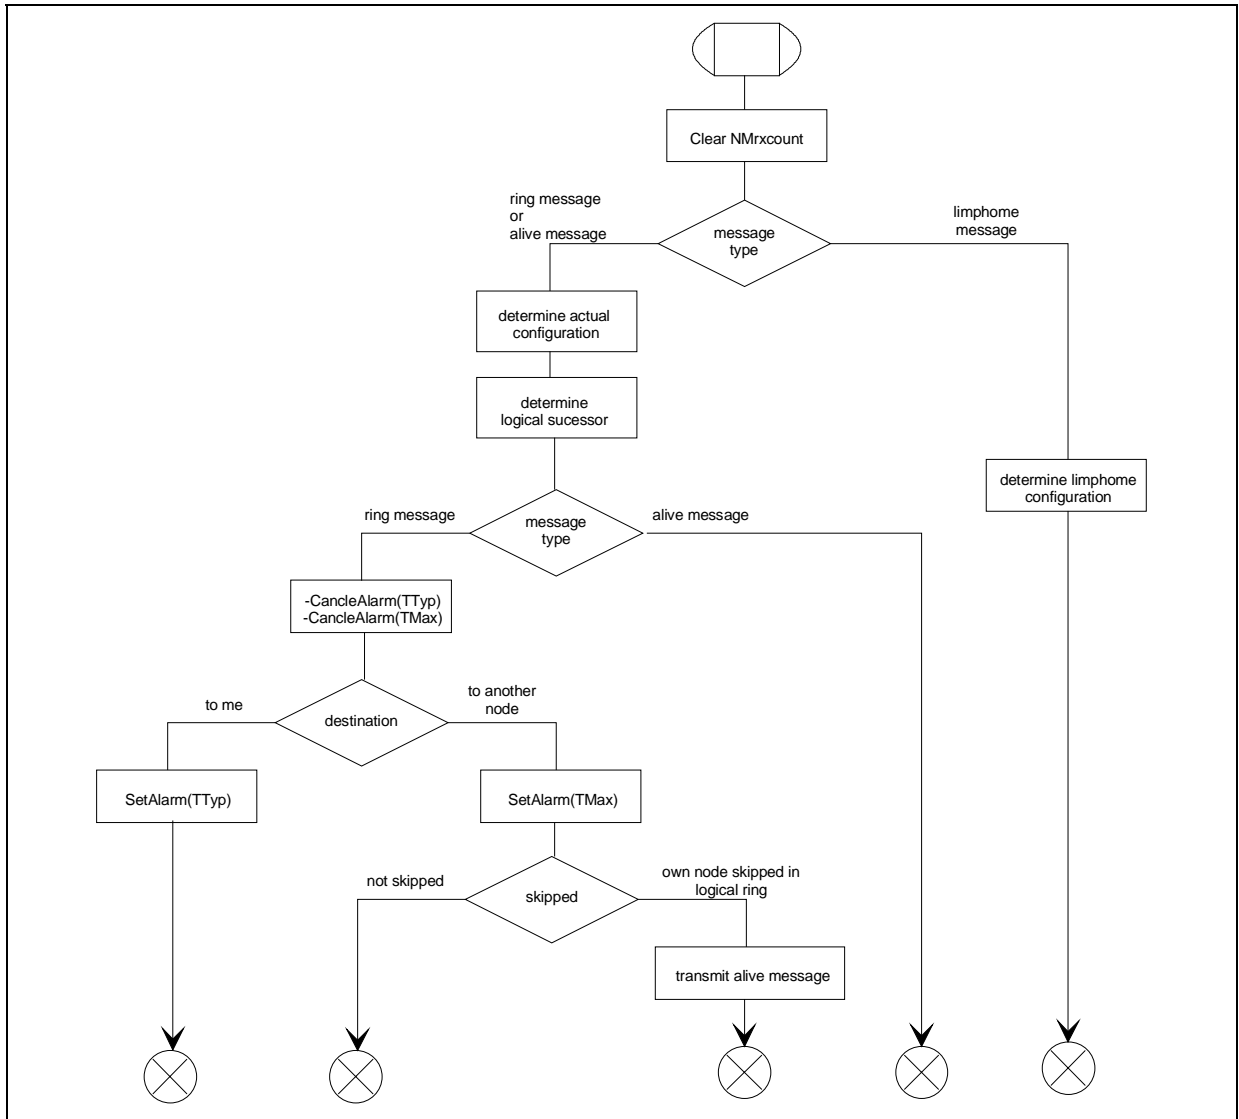 Clear NMrxcount
ring message
or
alive message
message
type
limphome
message
determine actual
configuration
determine
logical sucessor
determine limphome
configuration
ring message
message
type
alive message
-CancleAlarm(TTyp)
-CancleAlarm(TMax)
to me
destination
to another
node
SetAlarm(TTyp)
SetAlarm(TMax)
not skipped
skipped
own node skipped in
logical ring
transmit alive message